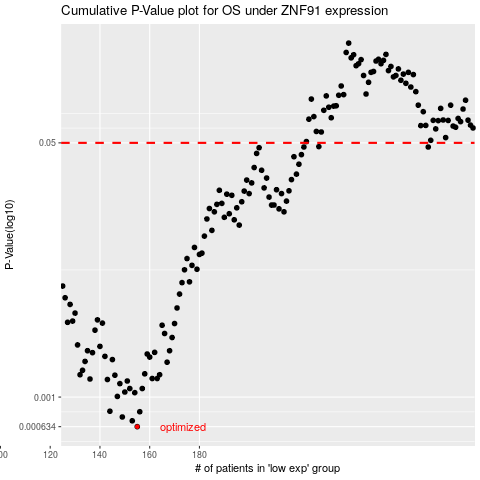 Cumulative P-Value plot for OS under ZNF91 expression
P-Value(log10)
0.05
0.001
0.000634
optimized
00 120 140 160 180
# of patients in 'low exp' group